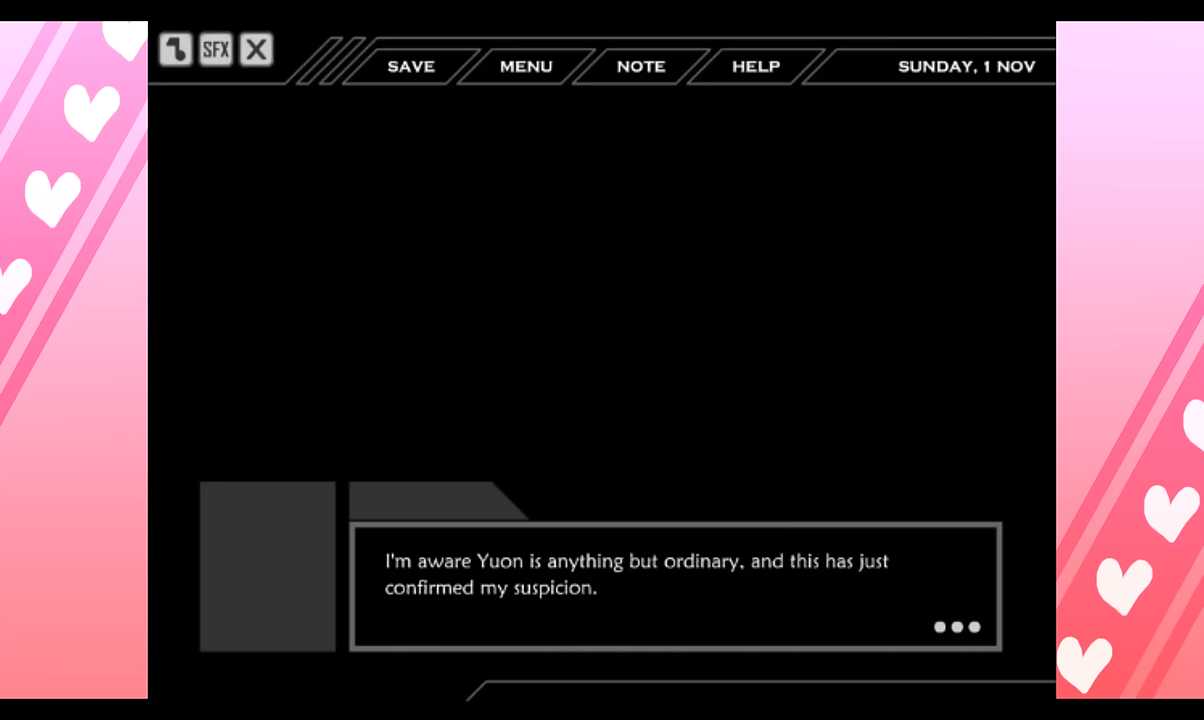 SFX
SAVE
MENU
NOTE
HELP
SUNDAY, 1 NOV
I'm aware Yuon is anything but ordinary, and this has just
confirmed my suspicion.